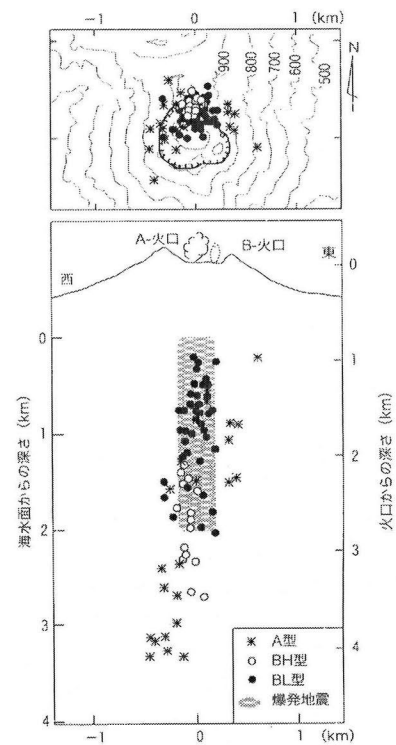 -1 0 1 (km)
900 800 700 600 500
N
-1 0 1
A-火口 B-火口
西 東
0
0
1
1
2
2
3
3
4
4
海水面からの深さ (km)
火口からの深さ (km)
A型
BH型
BL型
爆発地震
-1 0 1 (km)